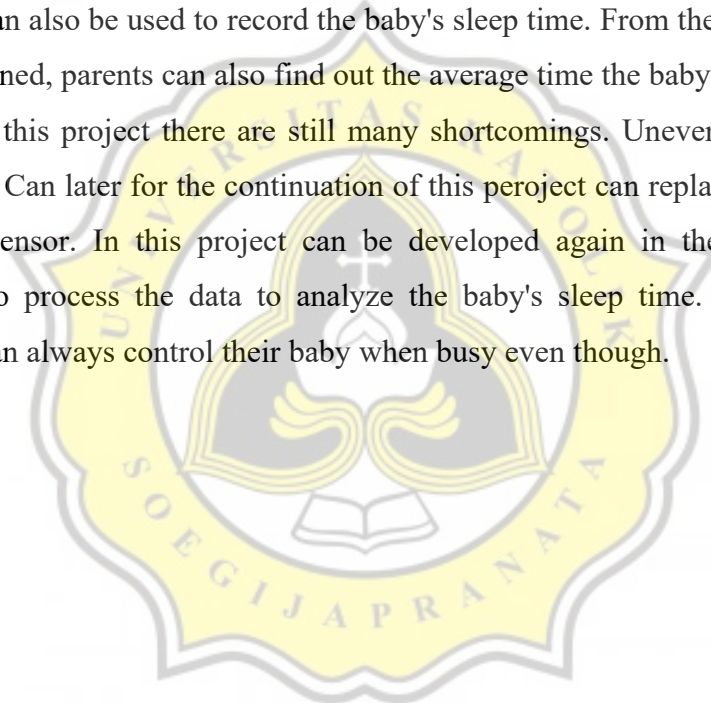 an also be used to record the baby's sleep time. From the
ned, parents can also find out the average time the baby
this project there are still many shortcomings. Uneven
Can later for the continuation of this peroject can repla
ensor. In this project can be developed again in the
o process the data to analyze the baby's sleep time.
an always control their baby when busy even though.
UNIVERSITAS KATOLIK
SOEGIJAPRANATA